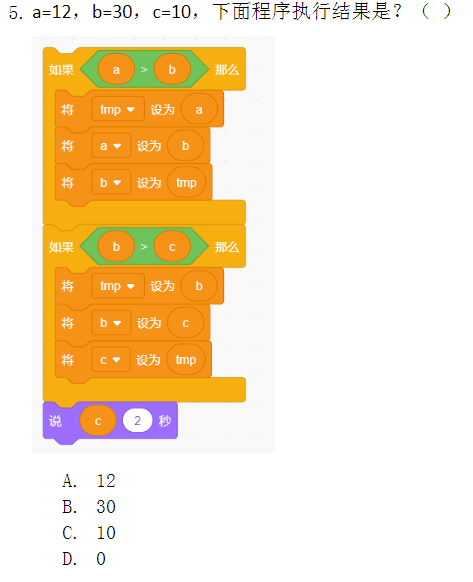 5. a=12, b=30, c=10, 下面程序执行结果是？（ ）
如果 a > b 那么
将 tmp 设为 a
将 a 设为 b
将 b 设为 tmp
如果 b > c 那么
将 tmp 设为 b
将 b 设为 c
将 c 设为 tmp
说 c 2 秒
A. 12
B. 30
C. 10
D. 0